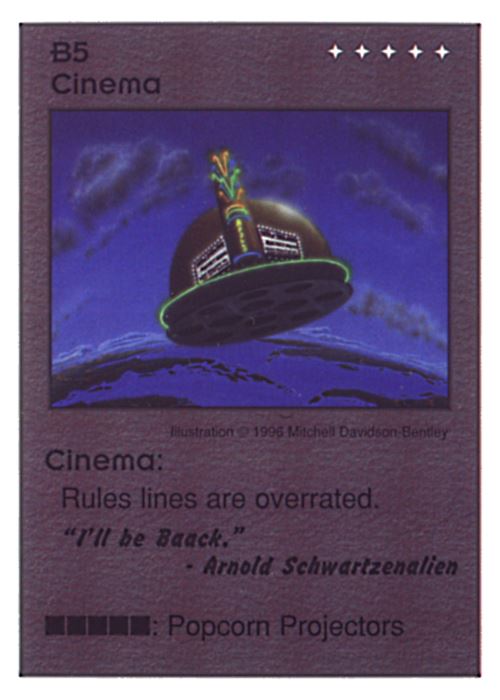 B5
Cinema
Illustration © 1996 Mitchell Davidson-Bentley
Cinema:
Rules lines are overrated.
"I'll be Baack."
- Arnold Schwartzenalien
■■■■■: Popcorn Projectors